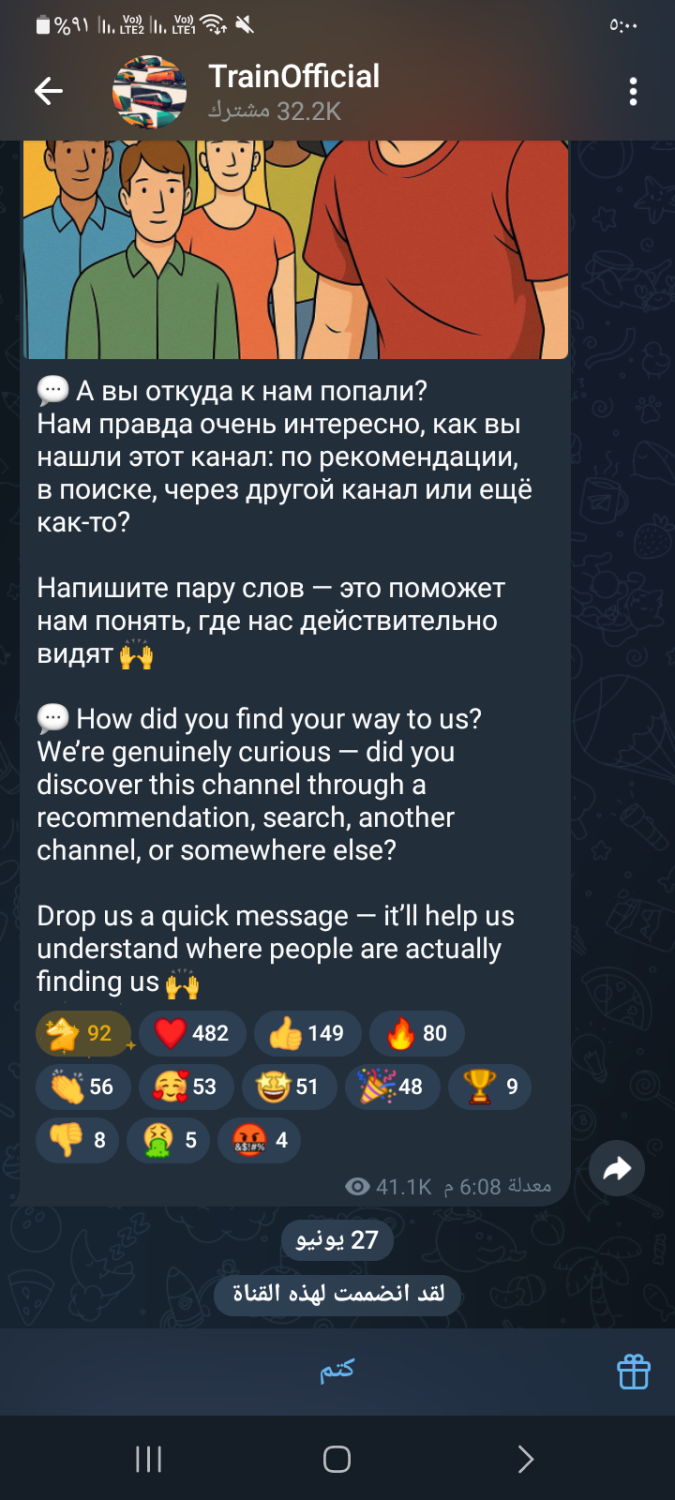 %٩١ Vo)) LTE2 Vo)) LTE1 ٥:٠٠
TrainOfficial
32.2K مشترك
💬 А вы откуда к нам попали?
Нам правда очень интересно, как вы
нашли этот канал: по рекомендации,
в поиске, через другой канал или ещё
как-то?
Напишите пару слов — это поможет
нам понять, где нас действительно
видят 🙌
💬 How did you find your way to us?
We’re genuinely curious — did you
discover this channel through a
recommendation, search, another
channel, or somewhere else?
Drop us a quick message — it’ll help us
understand where people are actually
finding us 🙌
92 482 149 80
56 53 51 48 9
8 5 4
41.1K معدلة 6:08 م
27 يونيو
لقد انضممت لهذه القناة
كتم